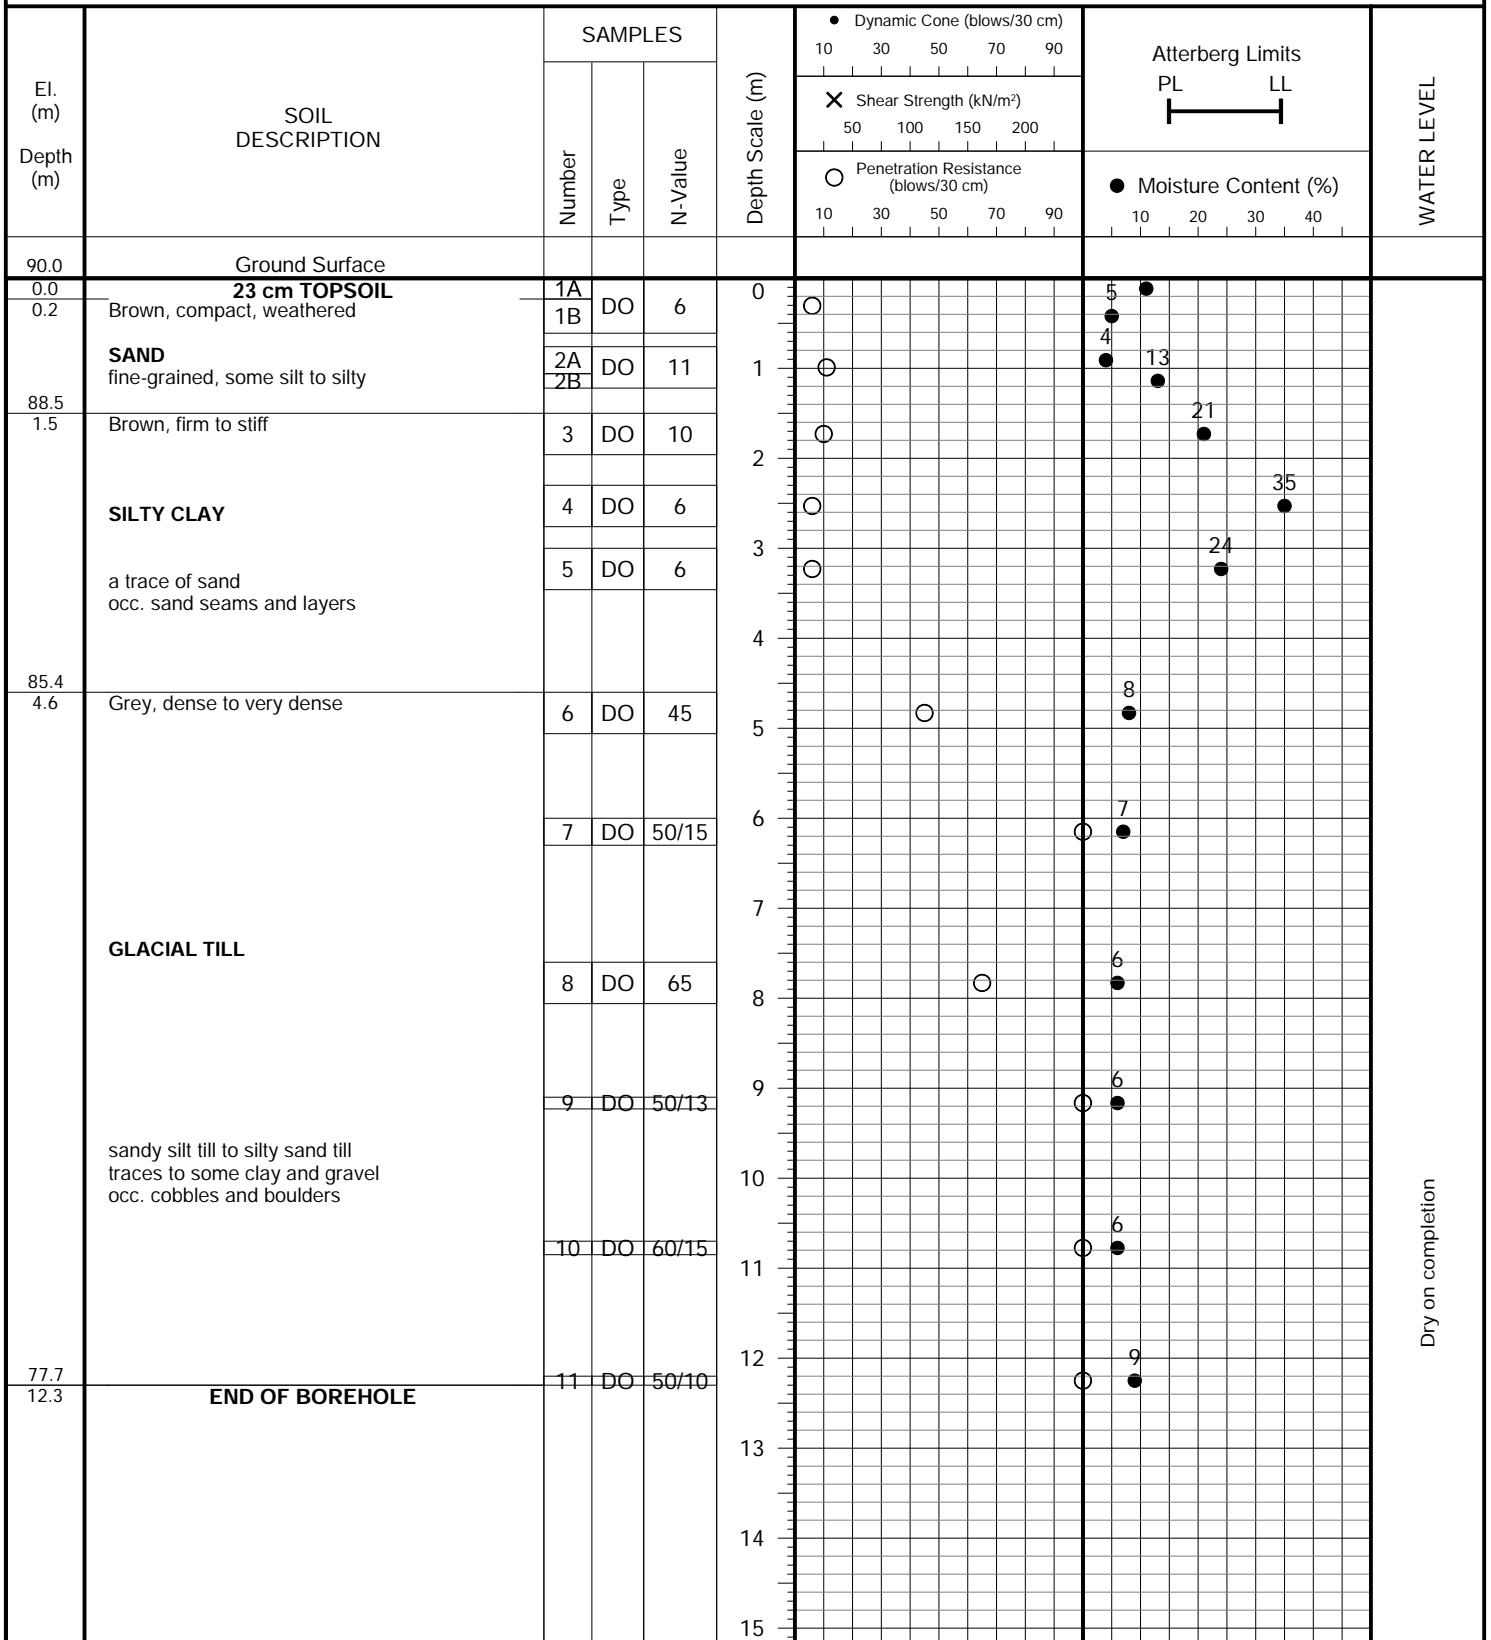 El.
(m)
Depth
(m)
SOIL
DESCRIPTION
SAMPLES
Number
Type
N-Value
Depth Scale (m)
Dynamic Cone (blows/30 cm)
10 30 50 70 90
Shear Strength (kN/m²)
50 100 150 200
Penetration Resistance
(blows/30 cm)
10 30 50 70 90
Atterberg Limits
PL LL
Moisture Content (%)
10 20 30 40
WATER LEVEL
90.0 Ground Surface
0.0 23 cm TOPSOIL 1A 0
0.2 Brown, compact, weathered 1B DO 6 5
4
SAND
fine-grained, some silt to silty 2A 2B DO 11 1 13
88.5
1.5 Brown, firm to stiff 3 DO 10 21
2
35
SILTY CLAY 4 DO 6
3 24
5 DO 6
a trace of sand
occ. sand seams and layers
4
85.4
4.6 Grey, dense to very dense 6 DO 45 8
5
6 7
7 DO 50/15
7
GLACIAL TILL
6
8 DO 65
8
9 6
9 DO 50/13
sandy silt till to silty sand till
traces to some clay and gravel
occ. cobbles and boulders
10
6
10 DO 60/15
11
Dry on completion
12 9
77.7
12.3 END OF BOREHOLE 11 DO 50/10
13
14
15